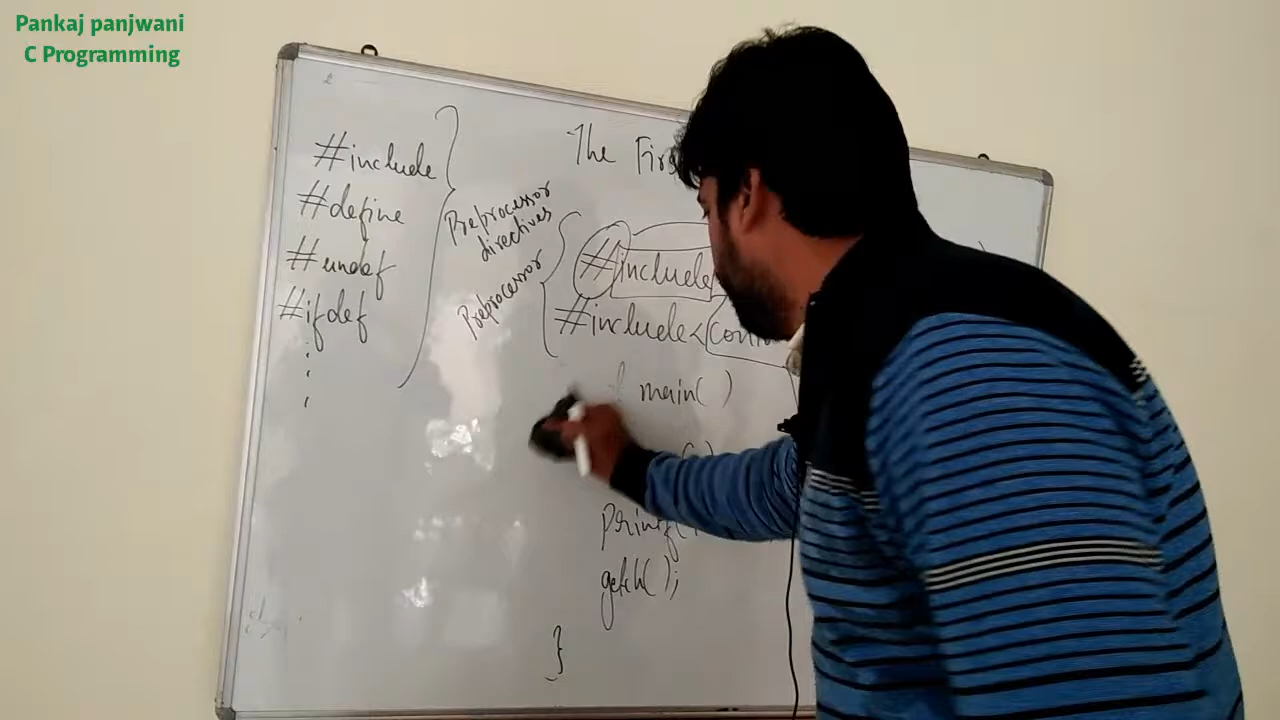 Pankaj panjwani
C Programming
The Firs
#include
#define
#undef
#ifdef
Preprocessor
directives
Preprocessor
#include
#include<con
main( )
printf(
getch( );
}